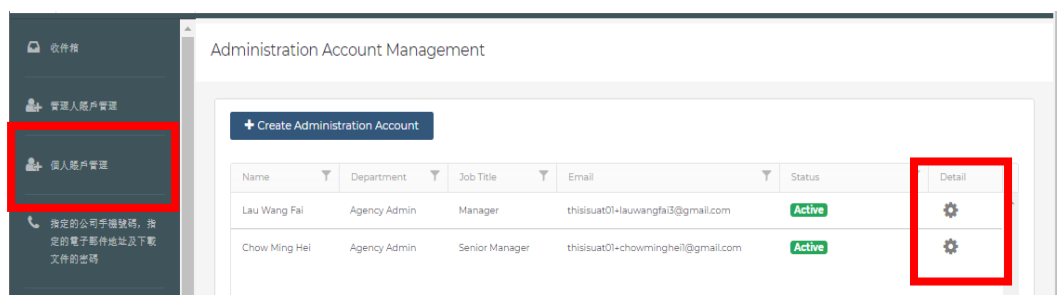 收件箱
Administration Account Management
管理人賬戶管理
+ Create Administration Account
個人賬戶管理
Name Department Job Title Email Status Detail
Lau Wang Fai Agency Admin Manager thisisuat01+lauwangfai3@gmail.com Active
指定的公司手機號碼，指
定的電子郵件地址及下載
文件的密碼
Chow Ming Hei Agency Admin Senior Manager thisisuat01+chowminghei1@gmail.com Active